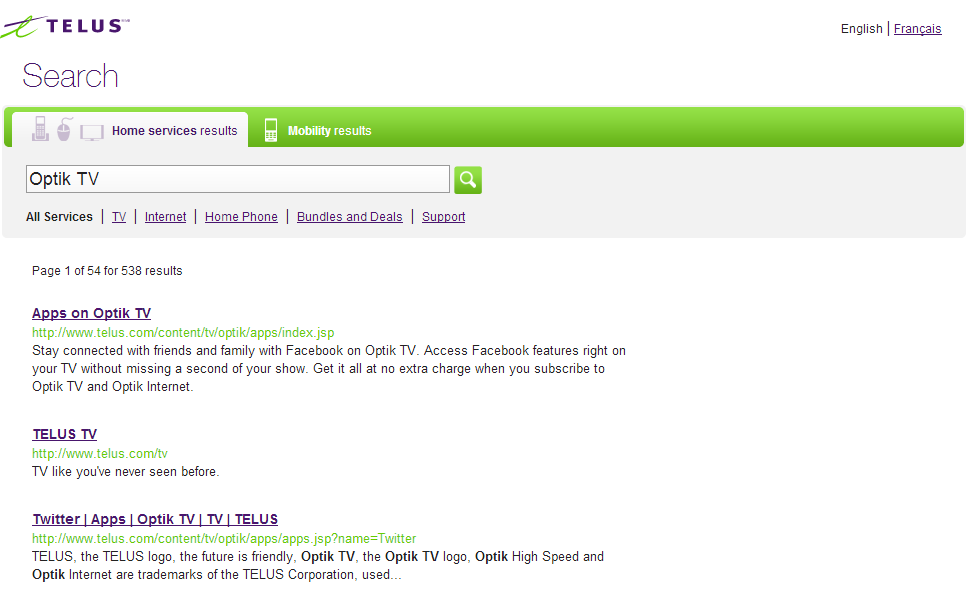 TELUS
English | Français
Search
Home services results
Mobility results
Optik TV
All Services | TV | Internet | Home Phone | Bundles and Deals | Support
Page 1 of 54 for 538 results
Apps on Optik TV
http://www.telus.com/content/tv/optik/apps/index.jsp
Stay connected with friends and family with Facebook on Optik TV. Access Facebook features right on
your TV without missing a second of your show. Get it all at no extra charge when you subscribe to
Optik TV and Optik Internet.
TELUS TV
http://www.telus.com/tv
TV like you've never seen before.
Twitter | Apps | Optik TV | TV | TELUS
http://www.telus.com/content/tv/optik/apps/apps.jsp?name=Twitter
TELUS, the TELUS logo, the future is friendly, Optik TV, the Optik TV logo, Optik High Speed and
Optik Internet are trademarks of the TELUS Corporation, used...